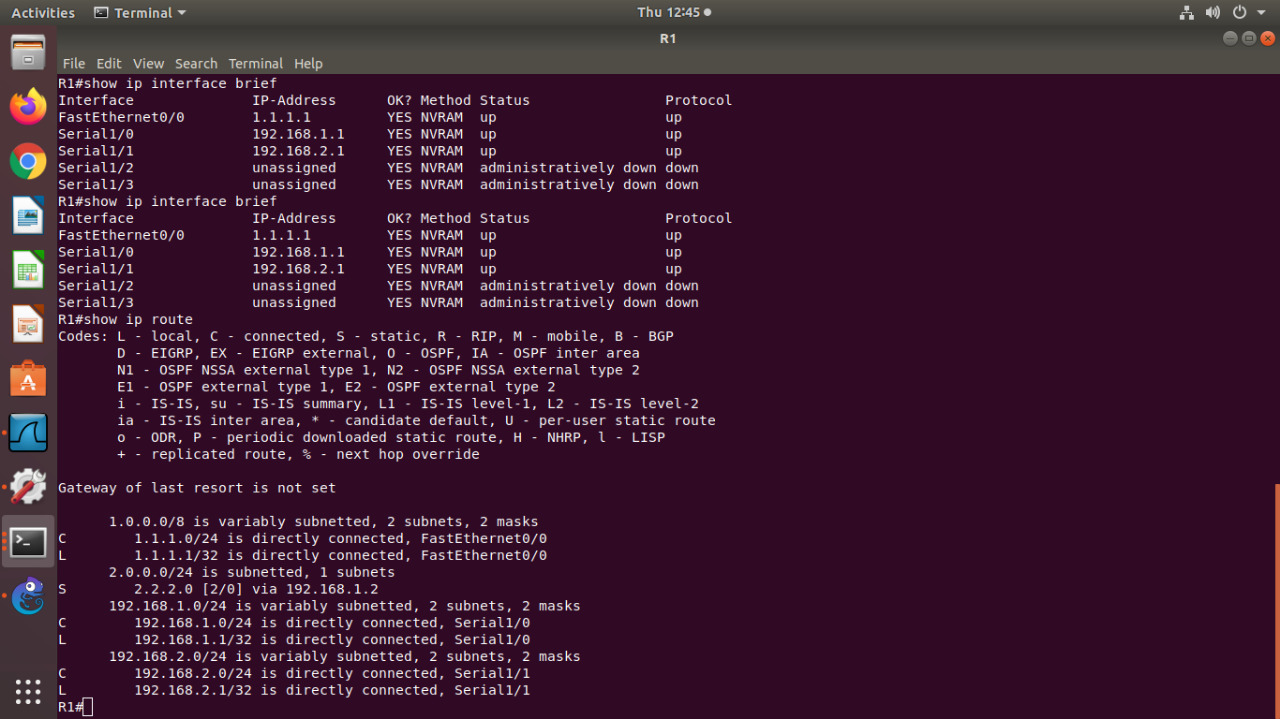 Activities Terminal Thu 12:45
R1
File Edit View Search Terminal Help
R1#show ip interface brief
Interface              IP-Address      OK? Method Status                Protocol
FastEthernet0/0        1.1.1.1         YES NVRAM  up                    up
Serial1/0              192.168.1.1     YES NVRAM  up                    up
Serial1/1              192.168.2.1     YES NVRAM  up                    up
Serial1/2              unassigned      YES NVRAM  administratively down down
Serial1/3              unassigned      YES NVRAM  administratively down down
R1#show ip interface brief
Interface              IP-Address      OK? Method Status                Protocol
FastEthernet0/0        1.1.1.1         YES NVRAM  up                    up
Serial1/0              192.168.1.1     YES NVRAM  up                    up
Serial1/1              192.168.2.1     YES NVRAM  up                    up
Serial1/2              unassigned      YES NVRAM  administratively down down
Serial1/3              unassigned      YES NVRAM  administratively down down
R1#show ip route
Codes: L - local, C - connected, S - static, R - RIP, M - mobile, B - BGP
       D - EIGRP, EX - EIGRP external, O - OSPF, IA - OSPF inter area
       N1 - OSPF NSSA external type 1, N2 - OSPF NSSA external type 2
       E1 - OSPF external type 1, E2 - OSPF external type 2
       i - IS-IS, su - IS-IS summary, L1 - IS-IS level-1, L2 - IS-IS level-2
       ia - IS-IS inter area, * - candidate default, U - per-user static route
       o - ODR, P - periodic downloaded static route, H - NHRP, l - LISP
       + - replicated route, % - next hop override
Gateway of last resort is not set
      1.0.0.0/8 is variably subnetted, 2 subnets, 2 masks
C        1.1.1.0/24 is directly connected, FastEthernet0/0
L        1.1.1.1/32 is directly connected, FastEthernet0/0
      2.0.0.0/24 is subnetted, 1 subnets
S        2.2.2.0 [2/0] via 192.168.1.2
      192.168.1.0/24 is variably subnetted, 2 subnets, 2 masks
C        192.168.1.0/24 is directly connected, Serial1/0
L        192.168.1.1/32 is directly connected, Serial1/0
      192.168.2.0/24 is variably subnetted, 2 subnets, 2 masks
C        192.168.2.0/24 is directly connected, Serial1/1
L        192.168.2.1/32 is directly connected, Serial1/1
R1#